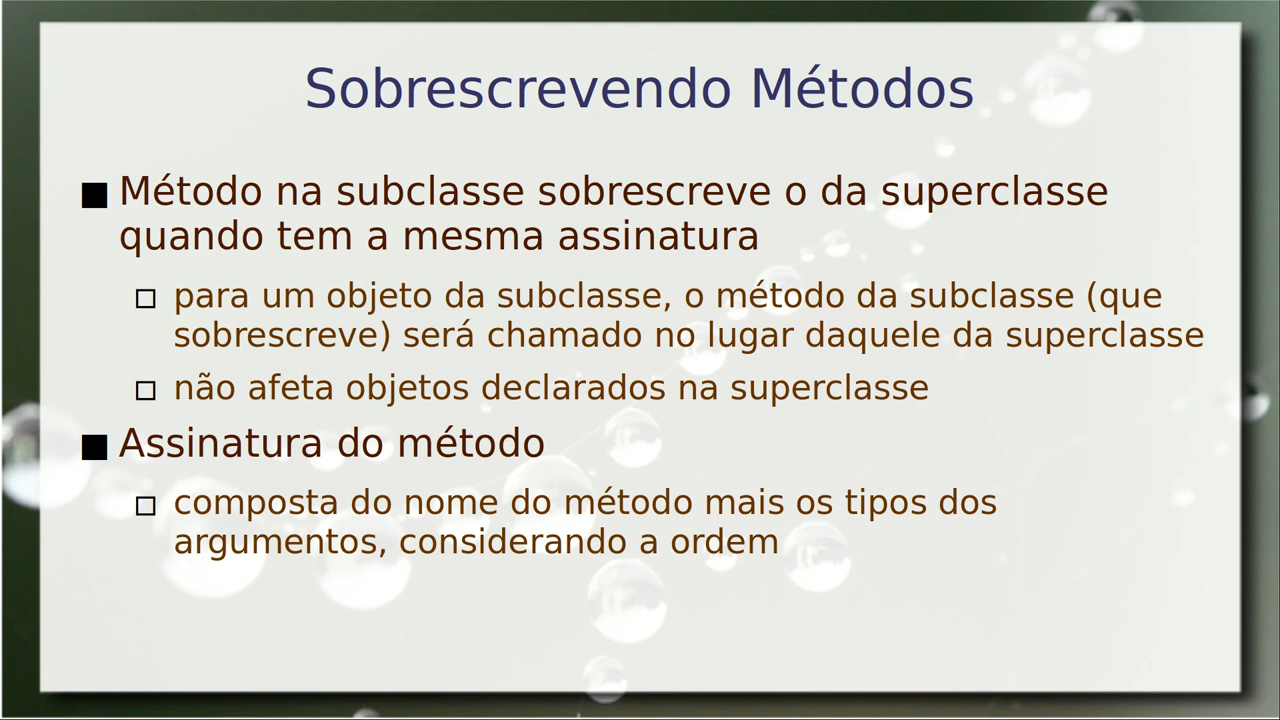 Sobrescrevendo Métodos
Método na subclasse sobrescreve o da superclasse
quando tem a mesma assinatura
para um objeto da subclasse, o método da subclasse (que
sobrescreve) será chamado no lugar daquele da superclasse
não afeta objetos declarados na superclasse
Assinatura do método
composta do nome do método mais os tipos dos
argumentos, considerando a ordem